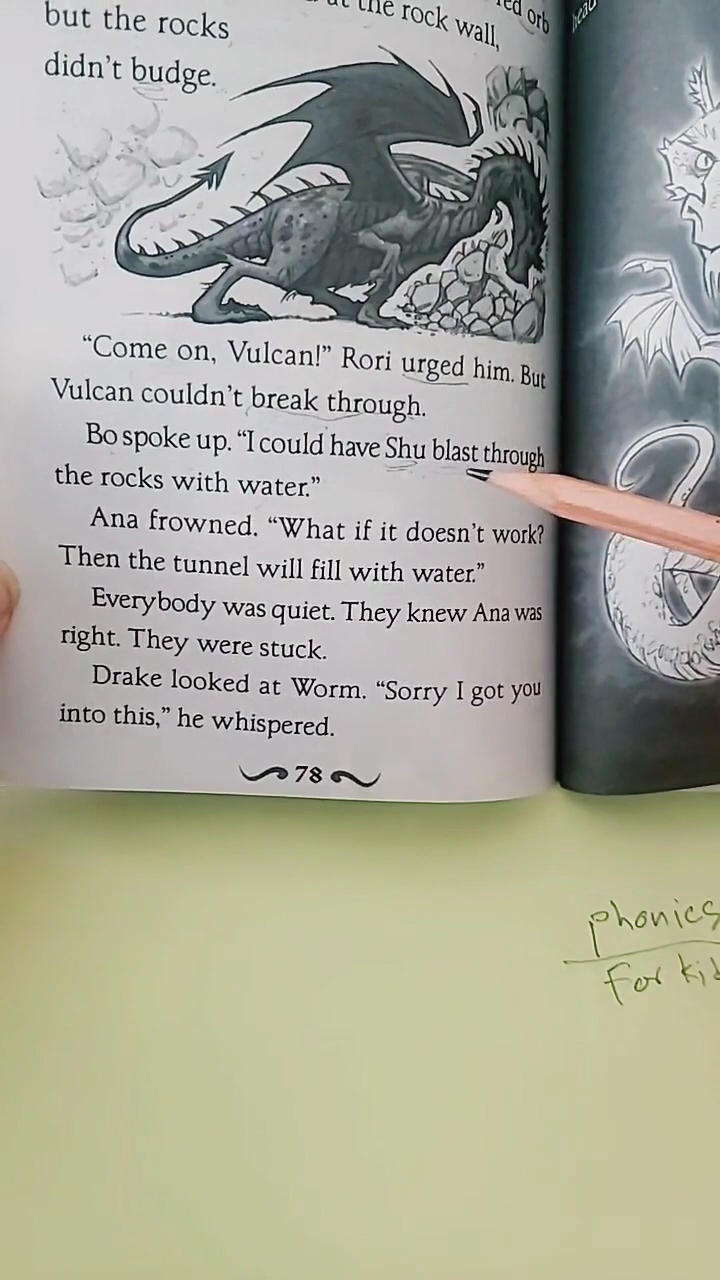 the rock wall,
red orb
but the rocks
didn't budge.
“Come on, Vulcan!” Rori urged him. But
Vulcan couldn't break through.
Bo spoke up. “I could have Shu blast through
the rocks with water.”
Ana frowned. “What if it doesn't work?
Then the tunnel will fill with water.”
Everybody was quiet. They knew Ana was
right. They were stuck.
Drake looked at Worm. “Sorry I got you
into this,” he whispered.
78
phonics
For